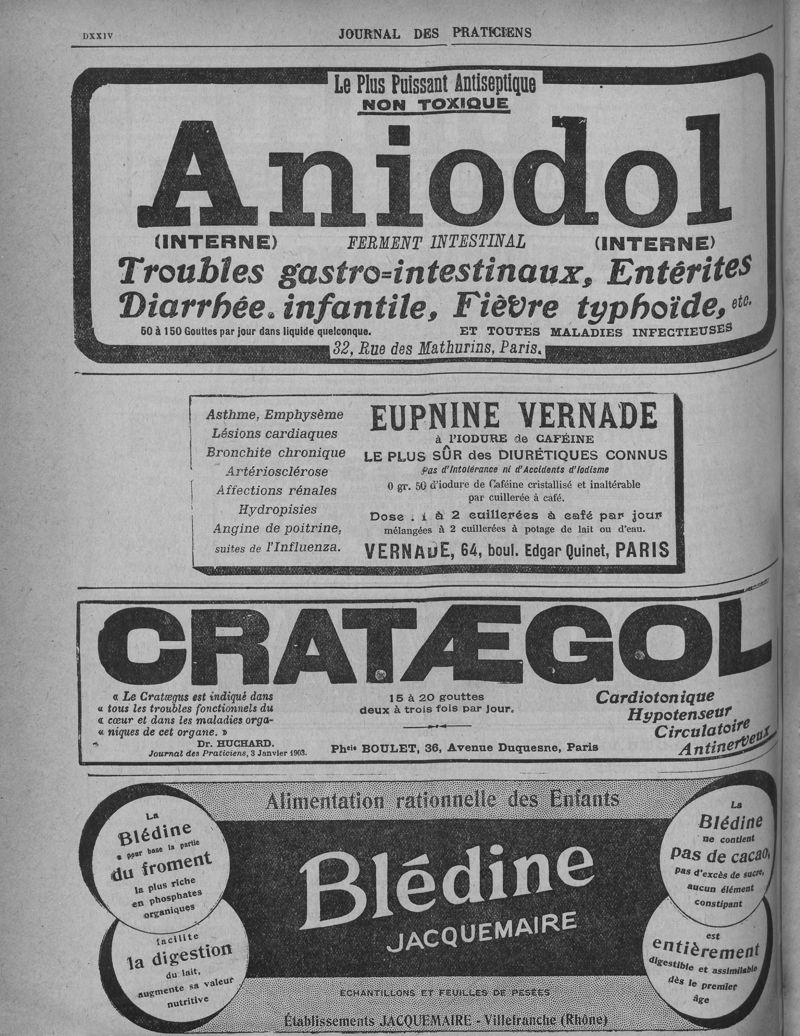 DXXIV
JOURNAL DES PRATICIENS
Le Plus Puissant Antiseptique
NON TOXIQUE
Aniodol
(INTERNE) FERMENT INTESTINAL (INTERNE)
Troubles gastro=intestinaux, Entérites
Diarrhée infantile, Fièvre typhoïde, etc.
50 à 150 Gouttes par jour dans liquide quelconque. ET TOUTES MALADIES INFECTIEUSES
32, Rue des Mathurins, Paris.
Asthme, Emphysème
Lésions cardiaques
Bronchite chronique
Artériosclérose
Affections rénales
Hydropisies
Angine de poitrine,
suites de l'Influenza.
EUPNINE VERNADE
à l'IODURE de CAFÉINE
LE PLUS SÛR des DIURÉTIQUES CONNUS
Pas d'Intolérance ni d'Accidents d'Iodisme
0 gr. 50 d'iodure de Caféine cristallisé et inaltérable
par cuillerée à café.
Dose : 1 à 2 cuillerées à café par jour
mélangées à 2 cuillerées à potage de lait ou d'eau.
VERNADE, 64, boul. Edgar Quinet, PARIS
CRATÆGOL
« Le Cratægus est indiqué dans
« tous les troubles fonctionnels du
« cœur et dans les maladies orga-
« niques de cet organe. »
Dr. HUCHARD.
Journal des Praticiens, 3 Janvier 1903.
15 à 20 gouttes
deux à trois fois par jour.
Phcie BOULET, 36, Avenue Duquesne, Paris
Cardiotonique
Hypotenseur
Circulatoire
Antinerveux
Alimentation rationnelle des Enfants
La
Blédine
a pour base la partie
du froment
la plus riche
en phosphates
organiques
facilite
la digestion
du lait,
augmente sa valeur
nutritive
Blédine
JACQUEMAIRE
La
Blédine
ne contient
pas de cacao,
pas d'excès de sucre,
aucun élément
constipant
est
entièrement
digestible et assimilable
dès le premier
âge
ÉCHANTILLONS ET FEUILLES DE PESÉES
Établissements JACQUEMAIRE - Villefranche (Rhône)